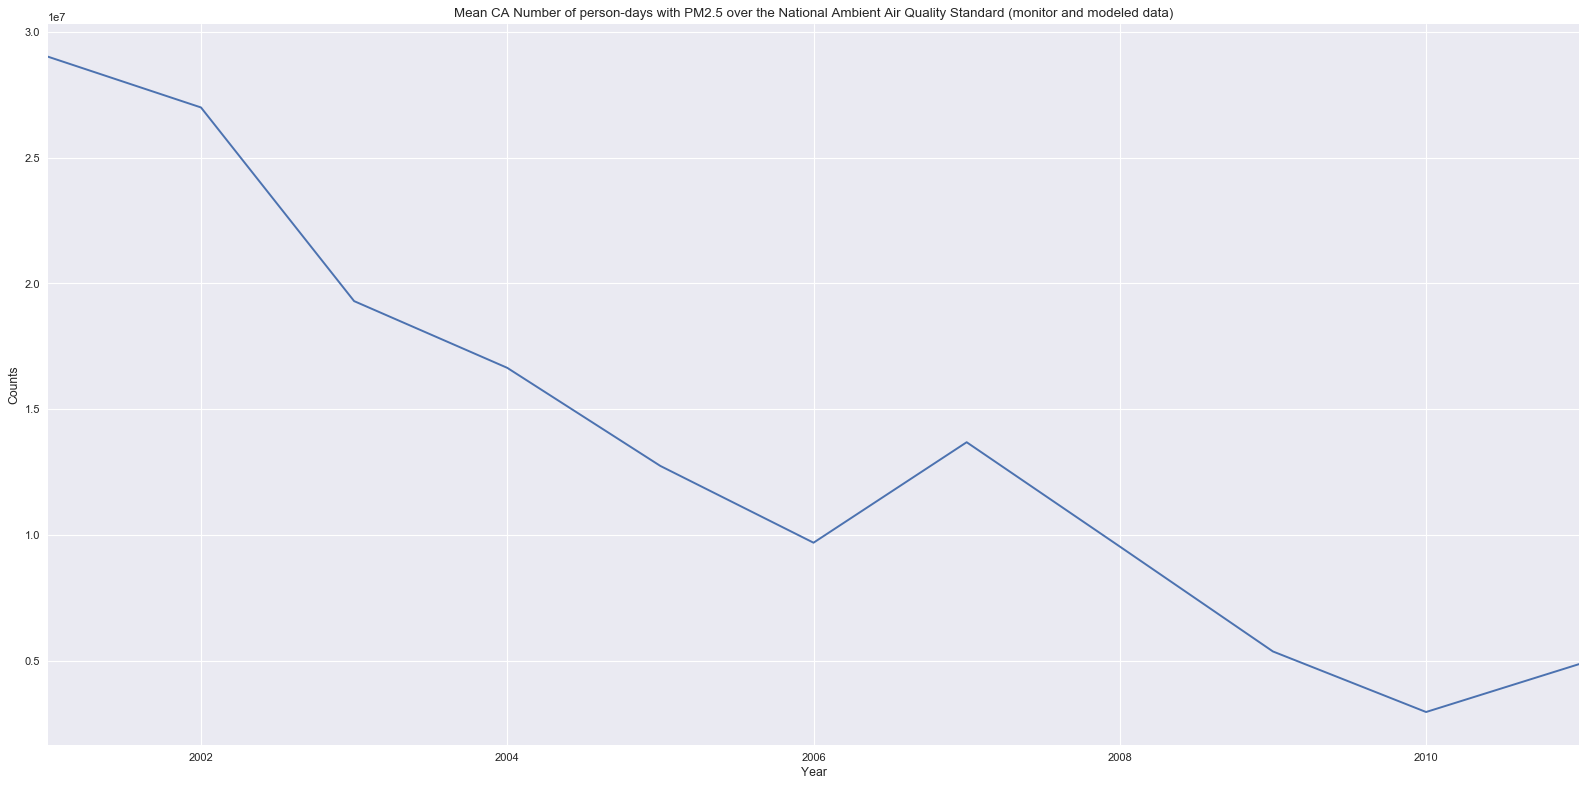 Mean CA Number of person-days with PM2.5 over the National Ambient Air Quality Standard (monitor and modeled data)
1e7
3.0
2.5
2.0
1.5
1.0
0.5
Counts
2002 2004 2006 2008 2010
Year